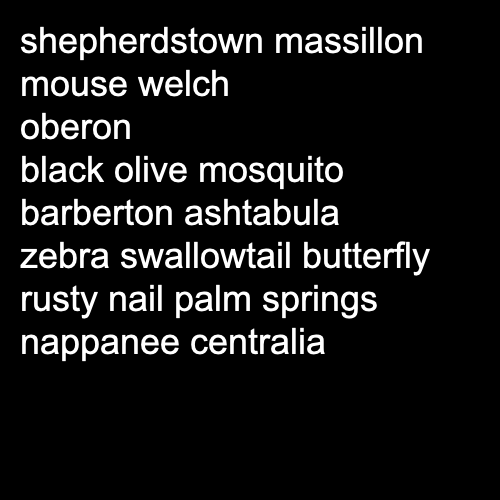 shepherdstown massillon
mouse welch
oberon
black olive mosquito
barberton ashtabula
zebra swallowtail butterfly
rusty nail palm springs
nappanee centralia